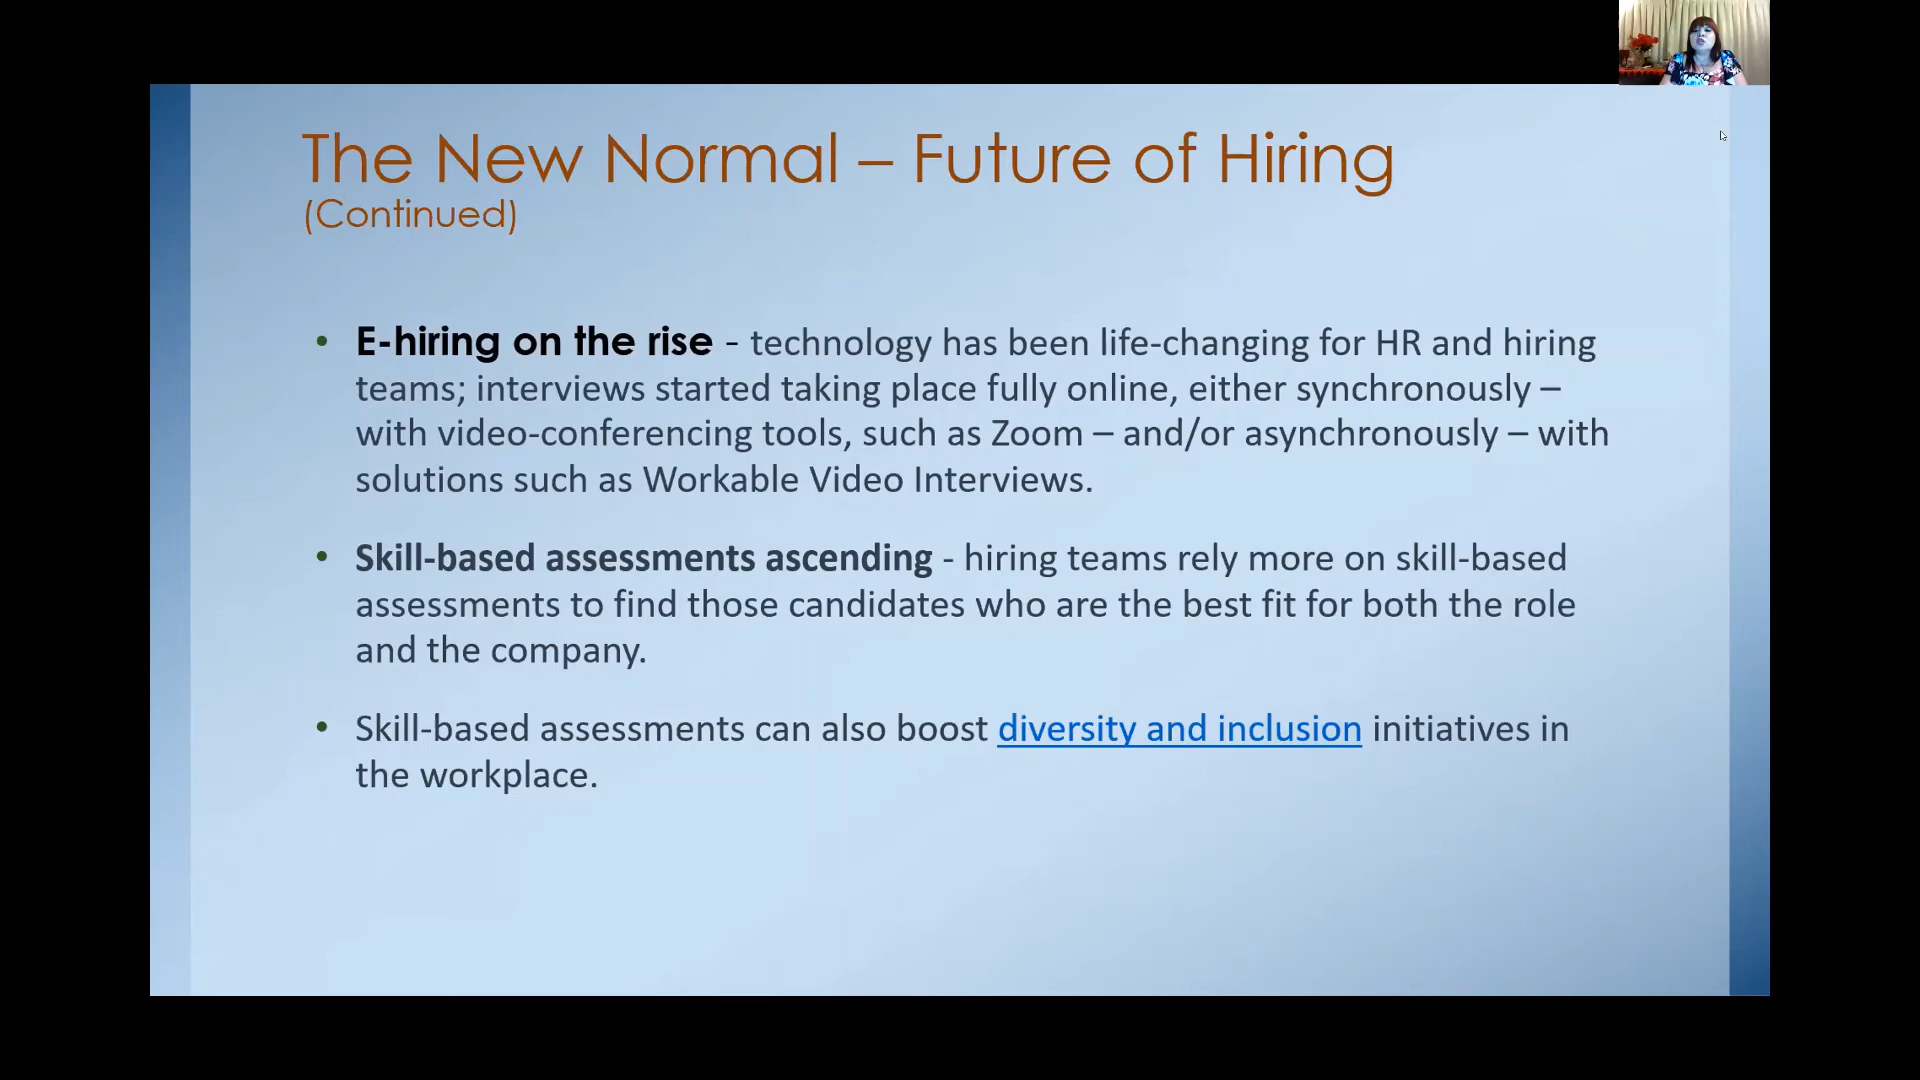 The New Normal – Future of Hiring
(Continued)
• E-hiring on the rise - technology has been life-changing for HR and hiring
teams; interviews started taking place fully online, either synchronously –
with video-conferencing tools, such as Zoom – and/or asynchronously – with
solutions such as Workable Video Interviews.
• Skill-based assessments ascending - hiring teams rely more on skill-based
assessments to find those candidates who are the best fit for both the role
and the company.
• Skill-based assessments can also boost diversity and inclusion initiatives in
the workplace.